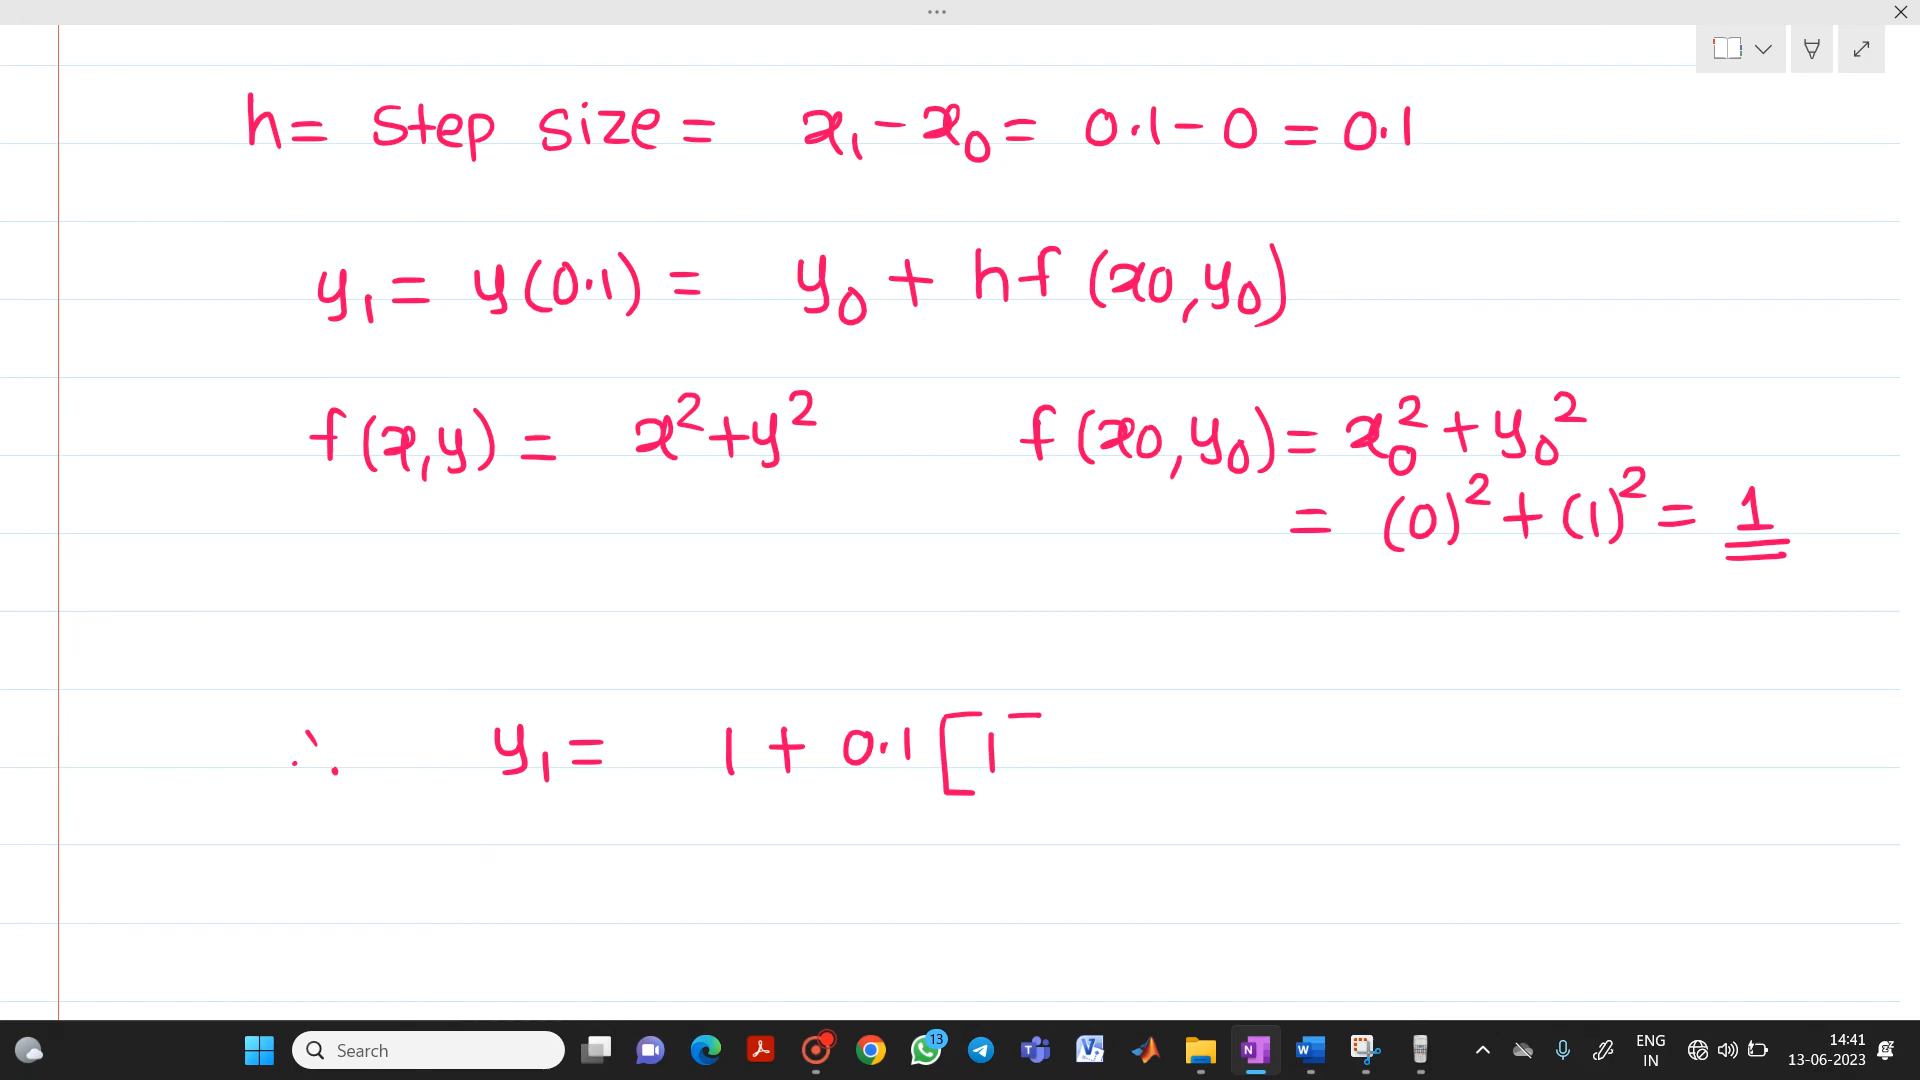 h = step size = x₁ - x₀ = 0.1 - 0 = 0.1
y₁ = y(0.1) = y₀ + hf(x0, y₀)
f(x,y) = x² + y² f(x0, y₀) = x₀² + y₀²
= (0)² + (1)² = 1
∴ y₁ = 1 + 0.1 [1
Search
13
ENG
IN
14:41
13-06-2023